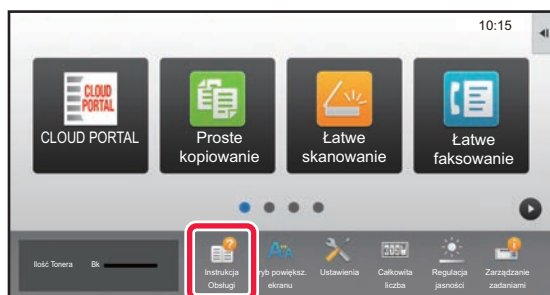 10:15
CLOUD
PORTAL
CLOUD PORTAL
Proste
kopiowanie
Łatwe
skanowanie
Łatwe
faksowanie
Ilość Tonera Bk
Instrukcja
Obsługi
ryb powiększ.
ekranu
Ustawienia
Całkowita
liczba
Regulacja
jasności
Zarządzanie
zadaniami